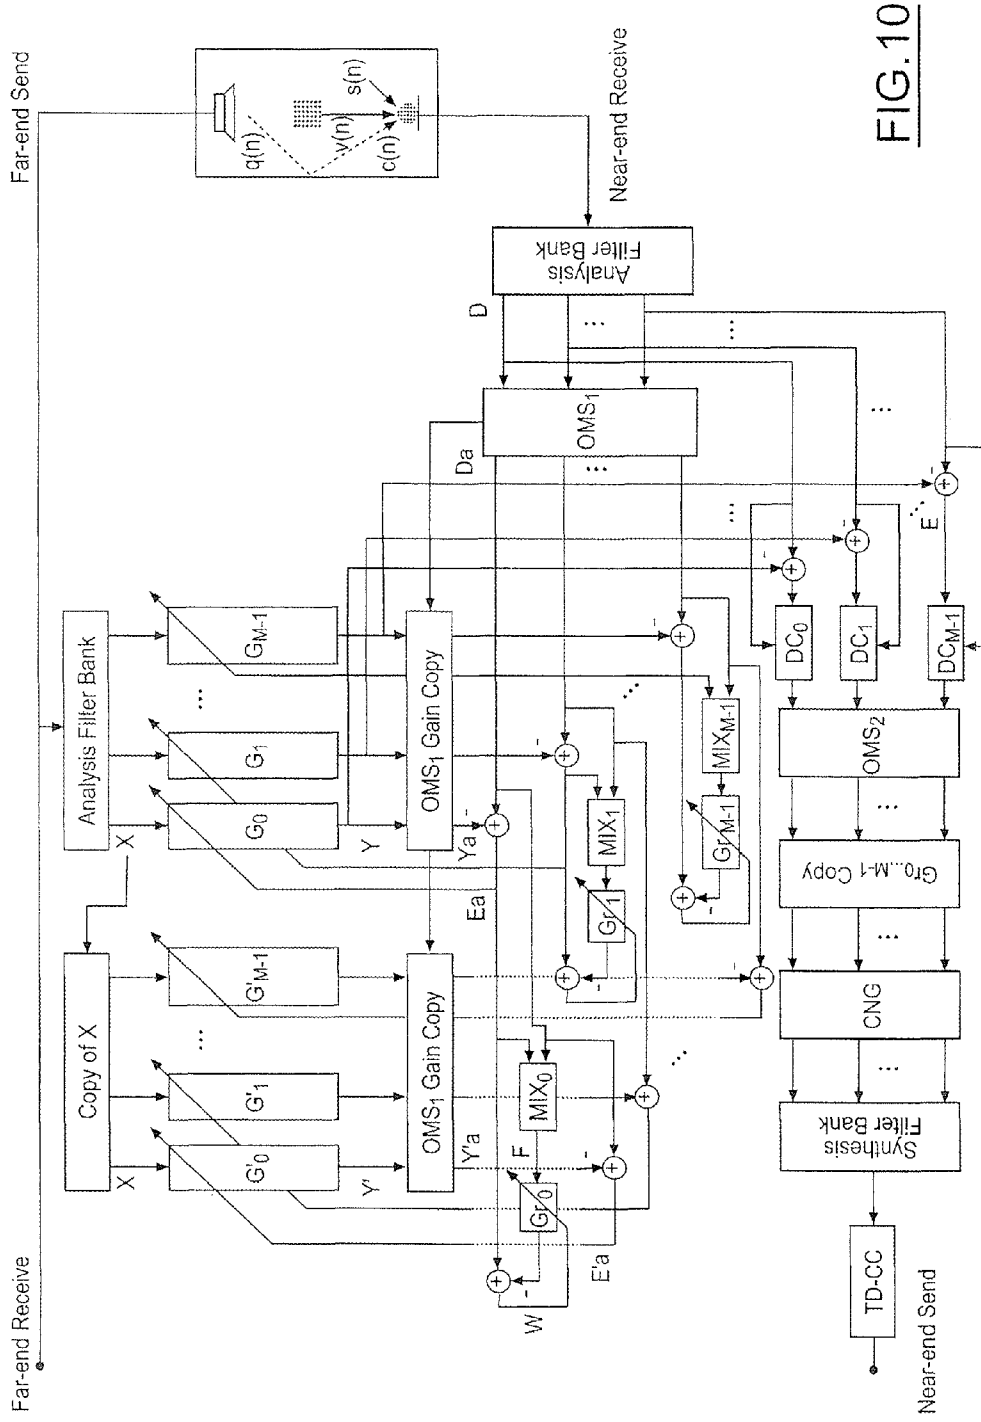 Far-end Receive
Far-end Send
q(n)
v(n)
s(n)
c(n)
Near-end Receive
FIG.10
Analysis Filter Bank
Copy of X
X
X
X
G0
G1
...
GM-1
G'0
G'1
...
G'M-1
Y
Y'
OMS1 Gain Copy
OMS1 Gain Copy
Da
Ya
Ea
Y'a
E'a
D
Analysis
Filter Bank
...
...
OMS1
...
...
...
...
...
MIX0
F
Gr0
W
MIX1
Gr1
MIXM-1
GrM-1
...
...
E
DC0
DC1
DCM-1
OMS2
...
Gr0...M-1 Copy
...
CNG
...
Synthesis
Filter Bank
TD-CC
Near-end Send